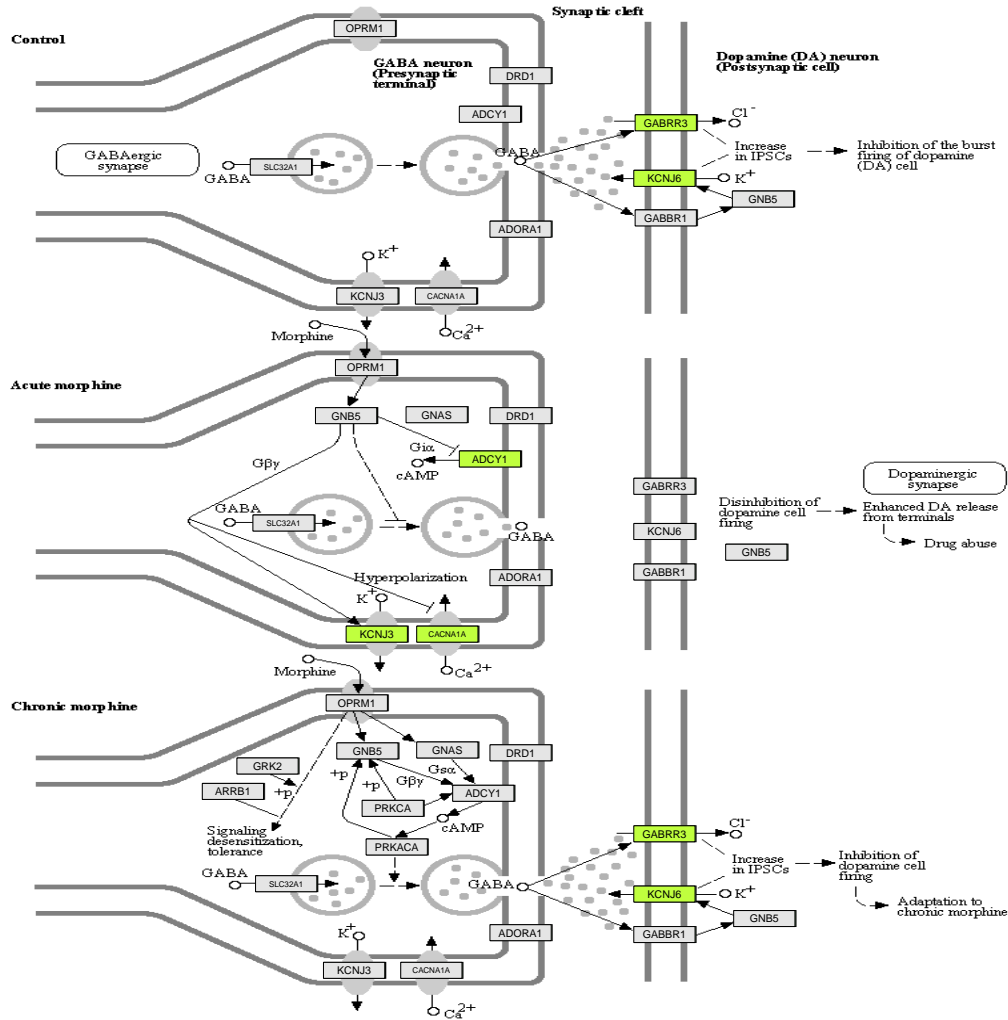 Synaptic cleft
Control
OPRM1
GABA neuron
(Presynaptic
terminal)
DRD1
Dopamine (DA) neuron
(Postsynaptic cell)
ADCY1
GABRR3
Cl⁻
GABAergic
synapse
GABA
SLC32A1
GABA
Increase
in IPSCs
Inhibition of the burst
firing of dopamine
(DA) cell
KCNJ6
K⁺
GNB5
GABBR1
ADORA1
K⁺
KCNJ3
CACNA1A
Ca²⁺
Morphine
Acute morphine
OPRM1
GNB5
GNAS
DRD1
Giα
ADCY1
cAMP
Gβγ
GABA
SLC32A1
GABA
GABRR3
KCNJ6
GABBR1
Disinhibition of
dopamine cell
firing
GNB5
Dopaminergic
synapse
Enhanced DA release
from terminals
Drug abuse
Hyperpolarization
ADORA1
K⁺
KCNJ3
CACNA1A
Ca²⁺
Morphine
Chronic morphine
OPRM1
GNB5
GNAS
DRD1
GRK2
+p
+p
+p
Gβγ
Gsα
ARRB1
PRKCA
ADCY1
cAMP
Signaling
desensitization,
tolerance
PRKACA
GABA
SLC32A1
GABA
GABRR3
Cl⁻
Increase
in IPSCs
Inhibition of
dopamine cell
firing
KCNJ6
K⁺
GNB5
GABBR1
Adaptation to
chronic morphine
ADORA1
K⁺
KCNJ3
CACNA1A
Ca²⁺